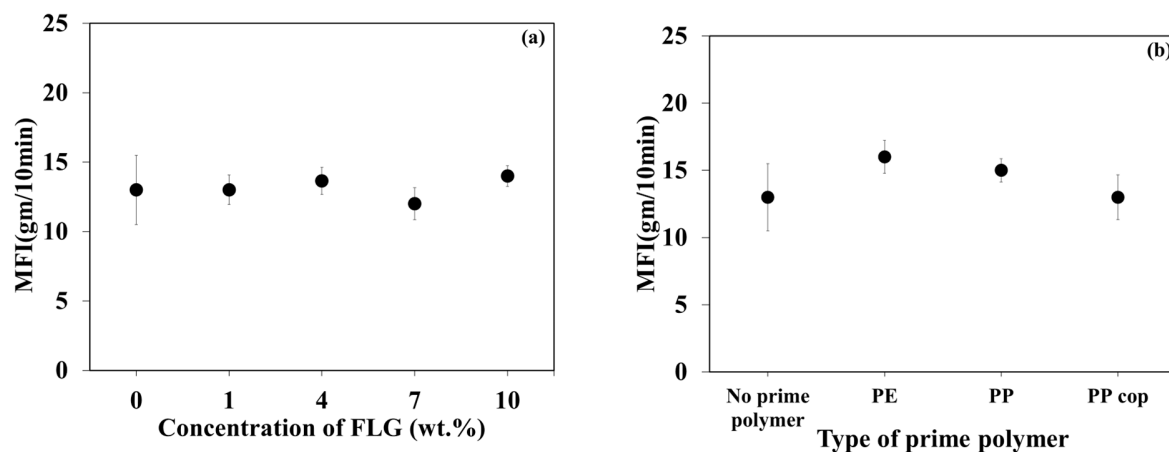 (a)
25
20
15
10
5
0
MFI(gm/10min)
0 1 4 7 10
Concentration of FLG (wt.%)
(b)
25
20
15
10
5
0
MFI(gm/10min)
No prime PE PP PP cop
polymer
Type of prime polymer